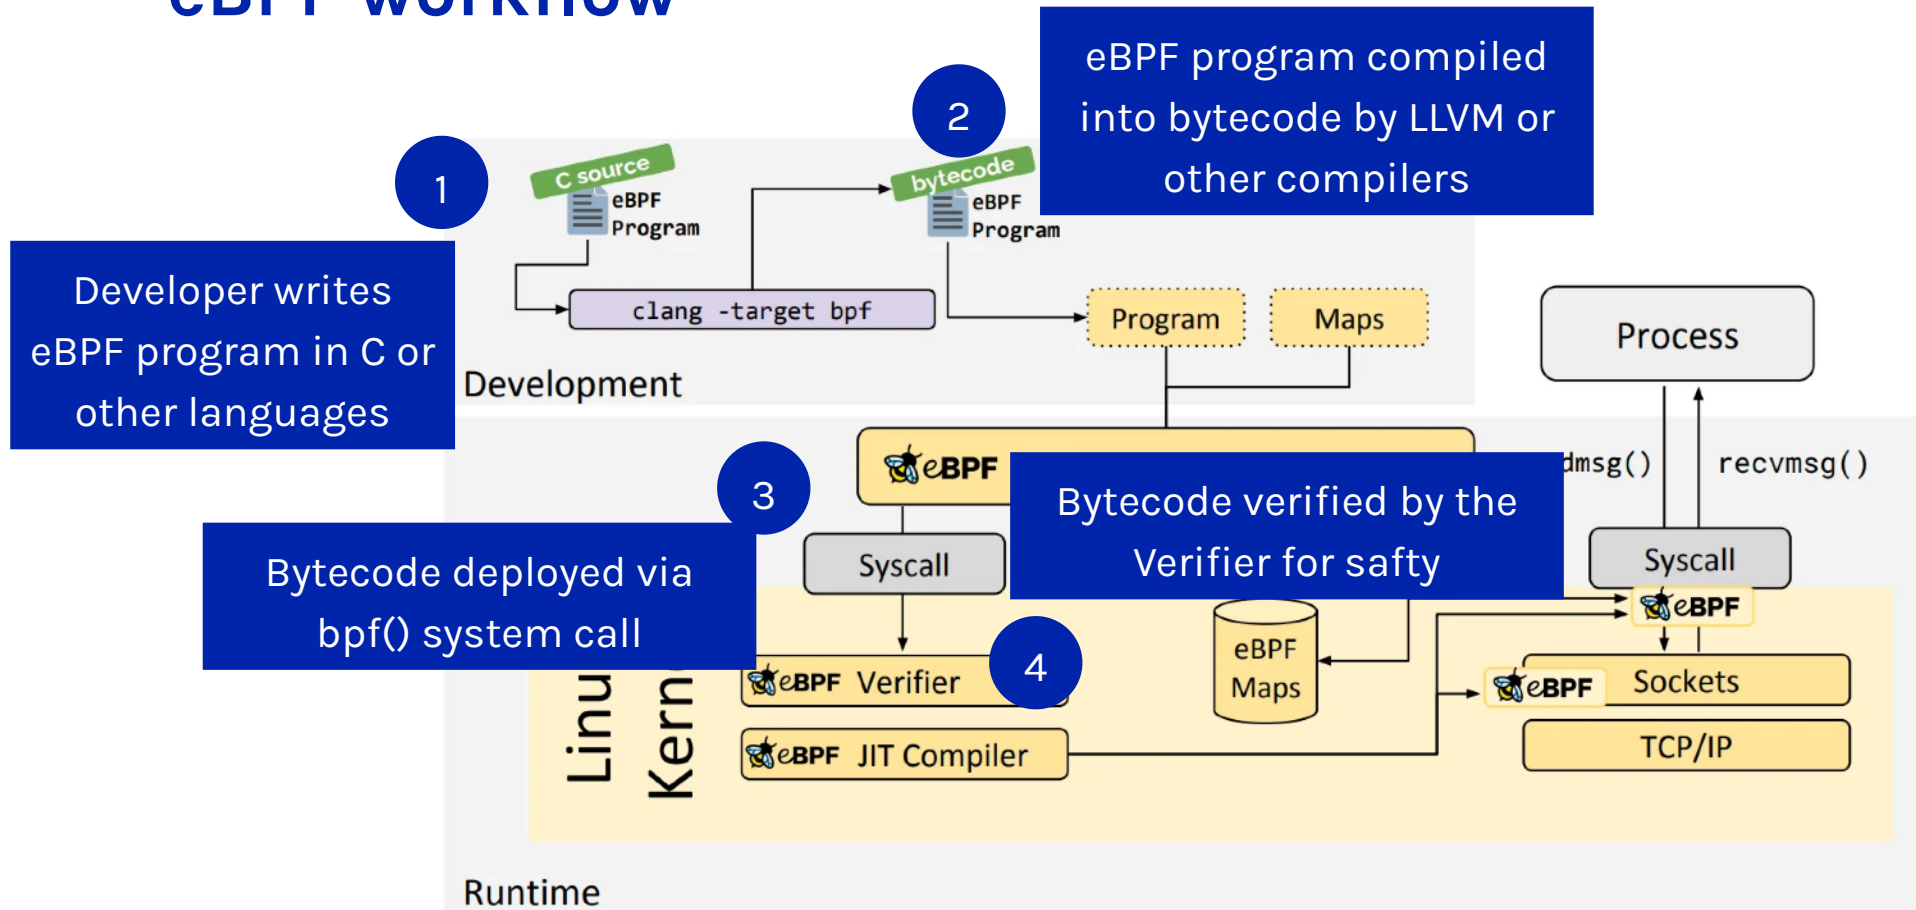 eBPF workflow
1
Developer writes
eBPF program in C or
other languages
C source
eBPF
Program
clang -target bpf
2
bytecode
eBPF
Program
eBPF program compiled
into bytecode by LLVM or
other compilers
Program
Maps
Development
Process
eBPF
3
Bytecode deployed via
bpf() system call
Syscall
Bytecode verified by the
Verifier for safty
recvmsg()
Syscall
eBPF
eBPF Verifier
4
eBPF
Maps
eBPF
Sockets
eBPF JIT Compiler
TCP/IP
Runtime